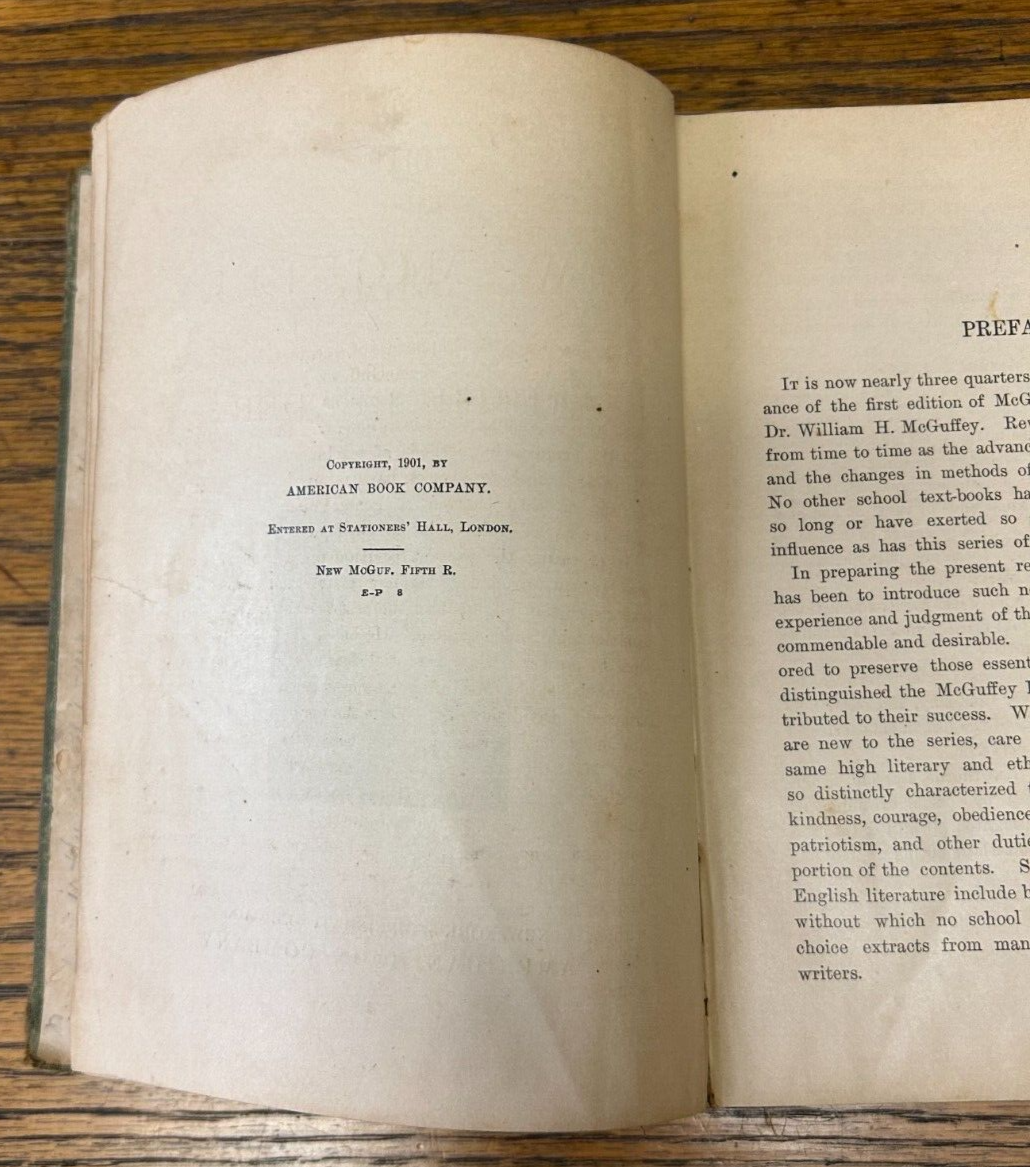 COPYRIGHT, 1901, BY
AMERICAN BOOK COMPANY.
ENTERED AT STATIONERS' HALL, LONDON.
NEW MCGUF. FIFTH R.
E-P 8
PREFA
IT is now nearly three quarters
ance of the first edition of McG
Dr. William H. McGuffey. Rev
from time to time as the advanc
and the changes in methods of
No other school text-books ha
so long or have exerted so
influence as has this series of
In preparing the present re
has been to introduce such n
experience and judgment of th
commendable and desirable.
ored to preserve those essent
distinguished the McGuffey
tributed to their success. W
are new to the series, care
same high literary and eth
so distinctly characterized
kindness, courage, obedience
patriotism, and other dutie
portion of the contents. S
English literature include b
without which no school
choice extracts from man
writers.